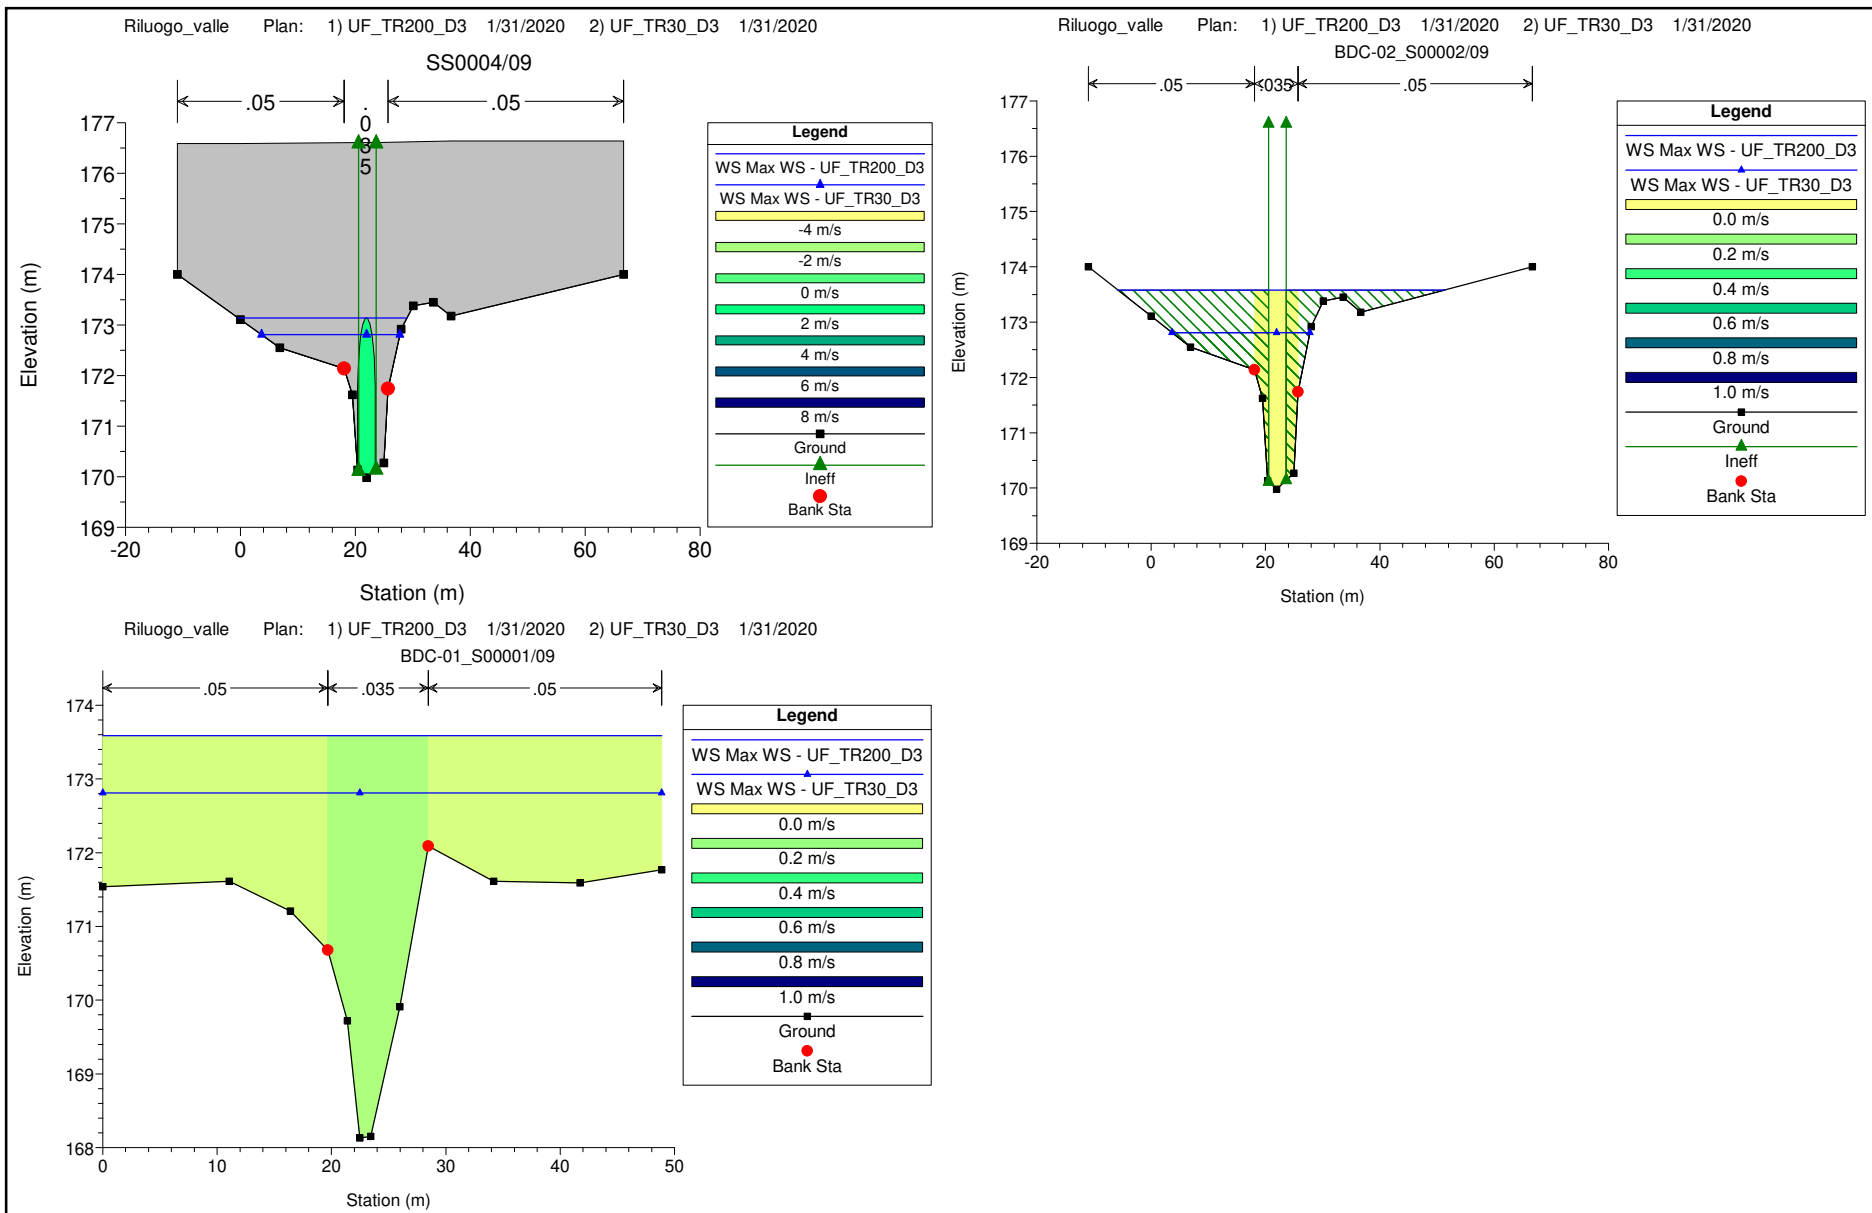 Riluogo_valle Plan: 1) UF_TR200_D3 1/31/2020 2) UF_TR30_D3 1/31/2020
SS0004/09
.05 .035 .05
177
176
175
174
173
172
171
170
169
-20 0 20 40 60 80
Elevation (m)
Station (m)
Legend
WS Max WS - UF_TR200_D3
WS Max WS - UF_TR30_D3
-4 m/s
-2 m/s
0 m/s
2 m/s
4 m/s
6 m/s
8 m/s
Ground
Ineff
Bank Sta
Riluogo_valle Plan: 1) UF_TR200_D3 1/31/2020 2) UF_TR30_D3 1/31/2020
BDC-02_S00002/09
.05 .035 .05
177
176
175
174
173
172
171
170
169
-20 0 20 40 60 80
Elevation (m)
Station (m)
Legend
WS Max WS - UF_TR200_D3
WS Max WS - UF_TR30_D3
0.0 m/s
0.2 m/s
0.4 m/s
0.6 m/s
0.8 m/s
1.0 m/s
Ground
Ineff
Bank Sta
Riluogo_valle Plan: 1) UF_TR200_D3 1/31/2020 2) UF_TR30_D3 1/31/2020
BDC-01_S00001/09
.05 .035 .05
174
173
172
171
170
169
168
0 10 20 30 40 50
Elevation (m)
Station (m)
Legend
WS Max WS - UF_TR200_D3
WS Max WS - UF_TR30_D3
0.0 m/s
0.2 m/s
0.4 m/s
0.6 m/s
0.8 m/s
1.0 m/s
Ground
Bank Sta